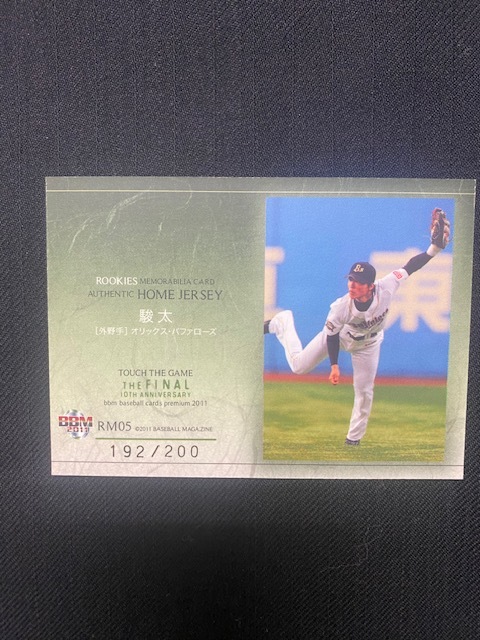 ROOKIES MEMORABILIA CARD
AUTHENTIC HOME JERSEY
駿太
[外野手] オリックス・バファローズ
TOUCH THE GAME
THE FINAL
10TH ANNIVERSARY
bbm baseball cards premium 2011
BBM
2011
RM05 ©2011 BASEBALL MAGAZINE
192/200
東